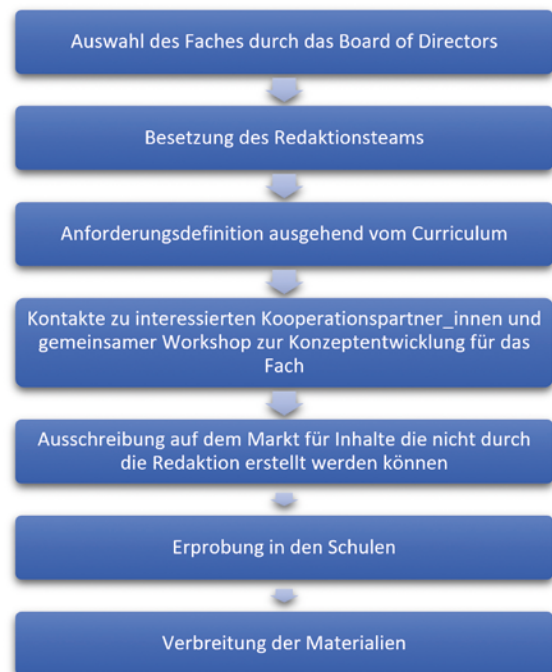 Auswahl des Faches durch das Board of Directors
Besetzung des Redaktionsteams
Anforderungsdefinition ausgehend vom Curriculum
Kontakte zu interessierten Kooperationspartner_innen und
gemeinsamer Workshop zur Konzeptentwicklung für das
Fach
Ausschreibung auf dem Markt für Inhalte die nicht durch
die Redaktion erstellt werden können
Erprobung in den Schulen
Verbreitung der Materialien